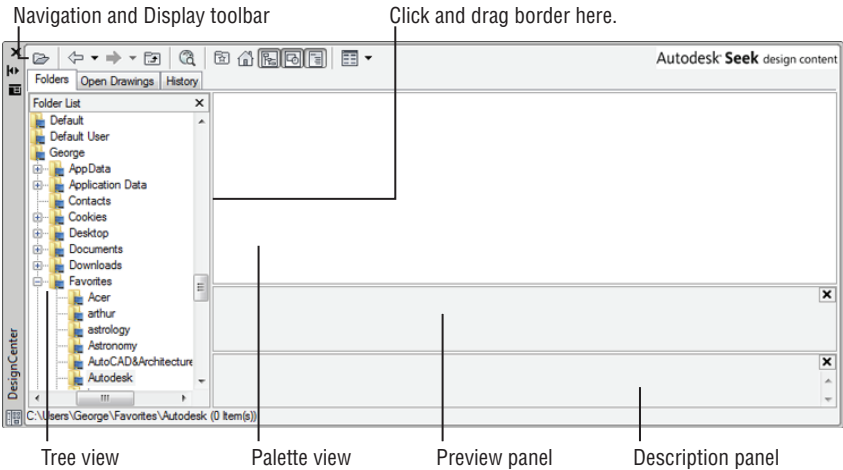 Navigation and Display toolbar
Click and drag border here.
Autodesk Seek design content
Folders
Open Drawings
History
Folder List
Default
Default User
George
AppData
Application Data
Contacts
Cookies
Desktop
Documents
Downloads
Favorites
Acer
arthur
astrology
Astronomy
AutoCAD&Architecture
Autodesk
DesignCenter
C:\Users\George\Favorites\Autodesk (0 Item(s))
Tree view
Palette view
Preview panel
Description panel